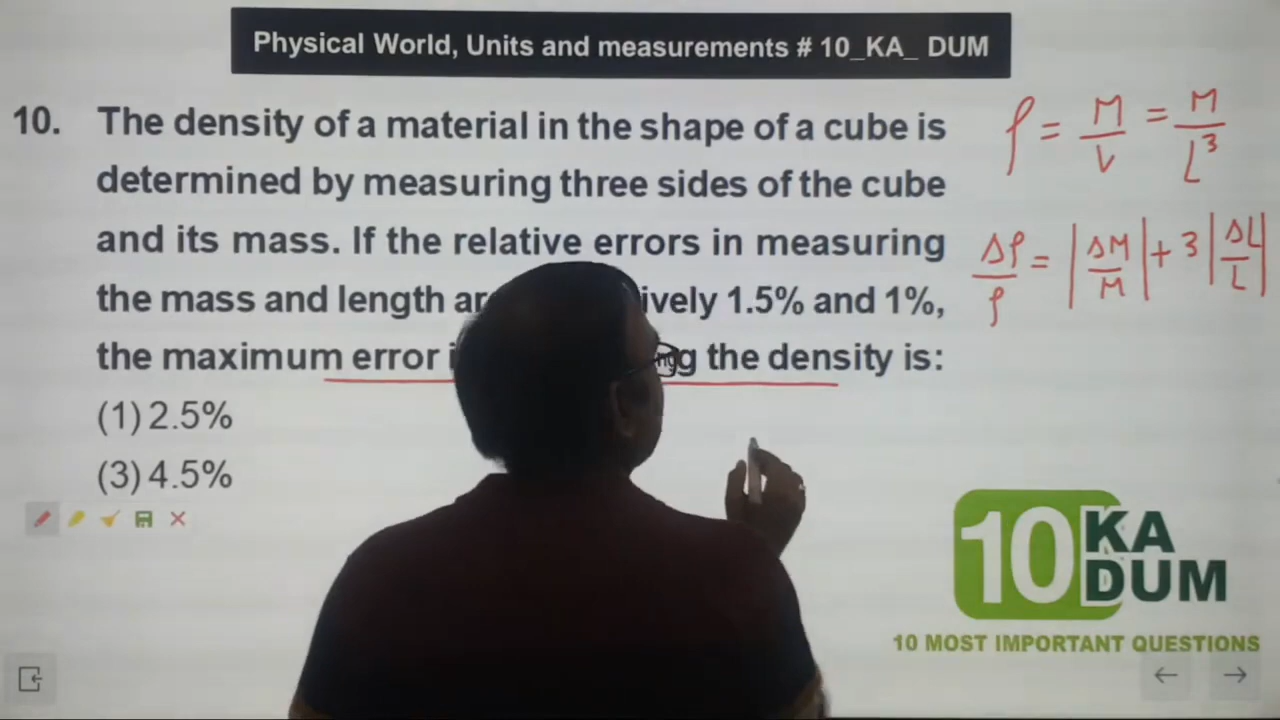 Physical World, Units and measurements # 10_KA_ DUM
10. The density of a material in the shape of a cube is
determined by measuring three sides of the cube
and its mass. If the relative errors in measuring
the mass and length 1.5% and 1%,
the maximum error the density is:
(1) 2.5%
(3) 4.5%
ρ = M/V = M/L³
Δρ/ρ = |ΔM/M| + 3|ΔL/L|
10 KA DUM
10 MOST IMPORTANT QUESTIONS